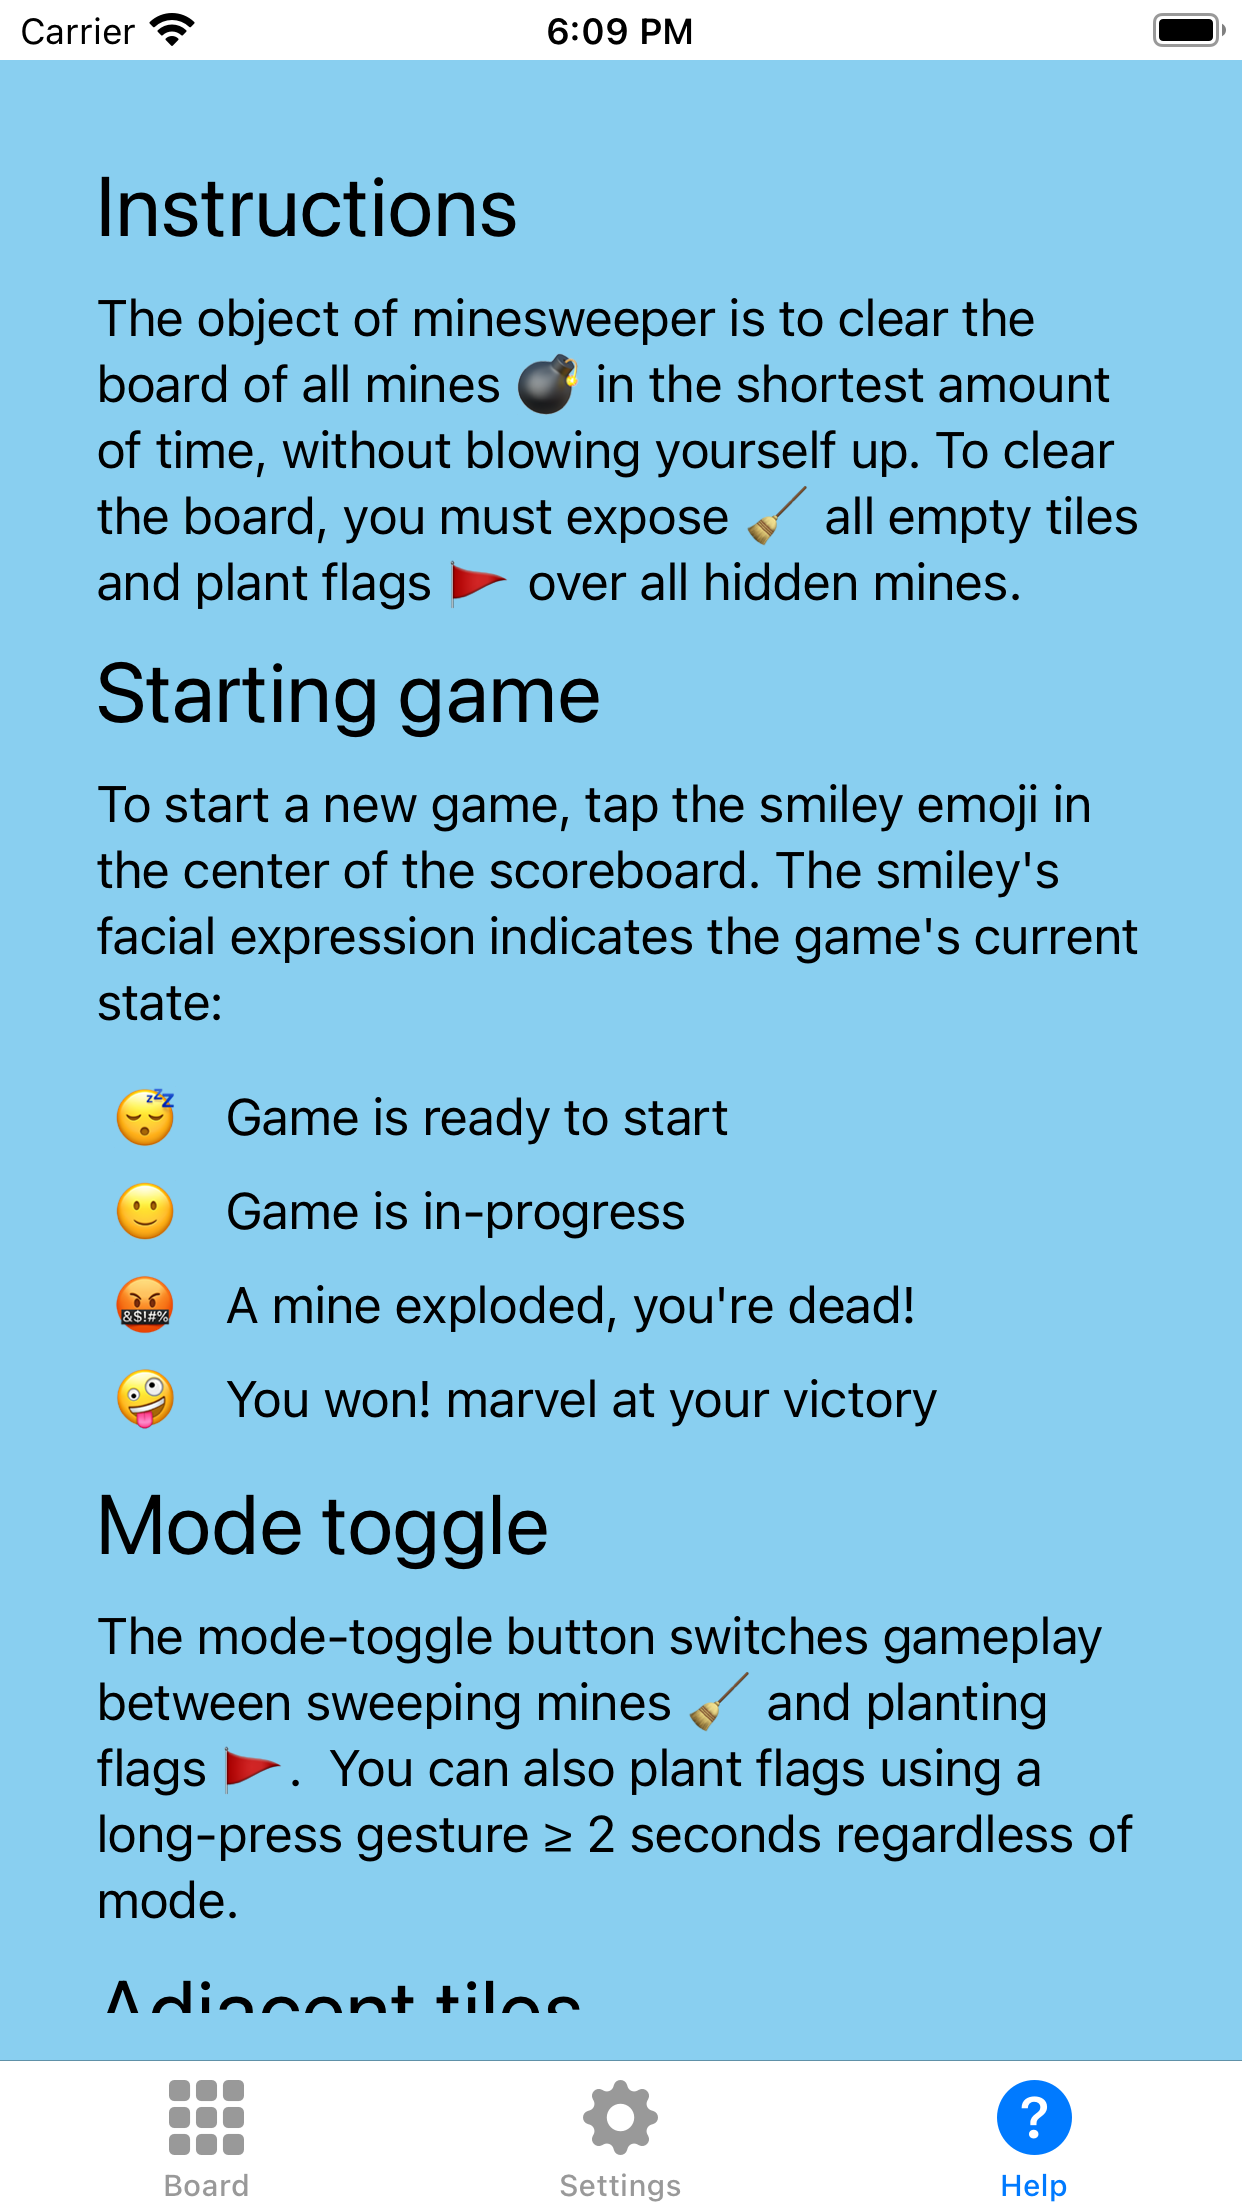 Carrier
6:09 PM
Instructions
The object of minesweeper is to clear the
board of all mines 💣 in the shortest amount
of time, without blowing yourself up. To clear
the board, you must expose 🧹 all empty tiles
and plant flags 🚩 over all hidden mines.
Starting game
To start a new game, tap the smiley emoji in
the center of the scoreboard. The smiley's
facial expression indicates the game's current
state:
😴 Game is ready to start
🙂 Game is in-progress
🤬 A mine exploded, you're dead!
🤪 You won! marvel at your victory
Mode toggle
The mode-toggle button switches gameplay
between sweeping mines 🧹 and planting
flags 🚩.  You can also plant flags using a
long-press gesture ≥ 2 seconds regardless of
mode.
Adjacent tiles
Board
Settings
Help